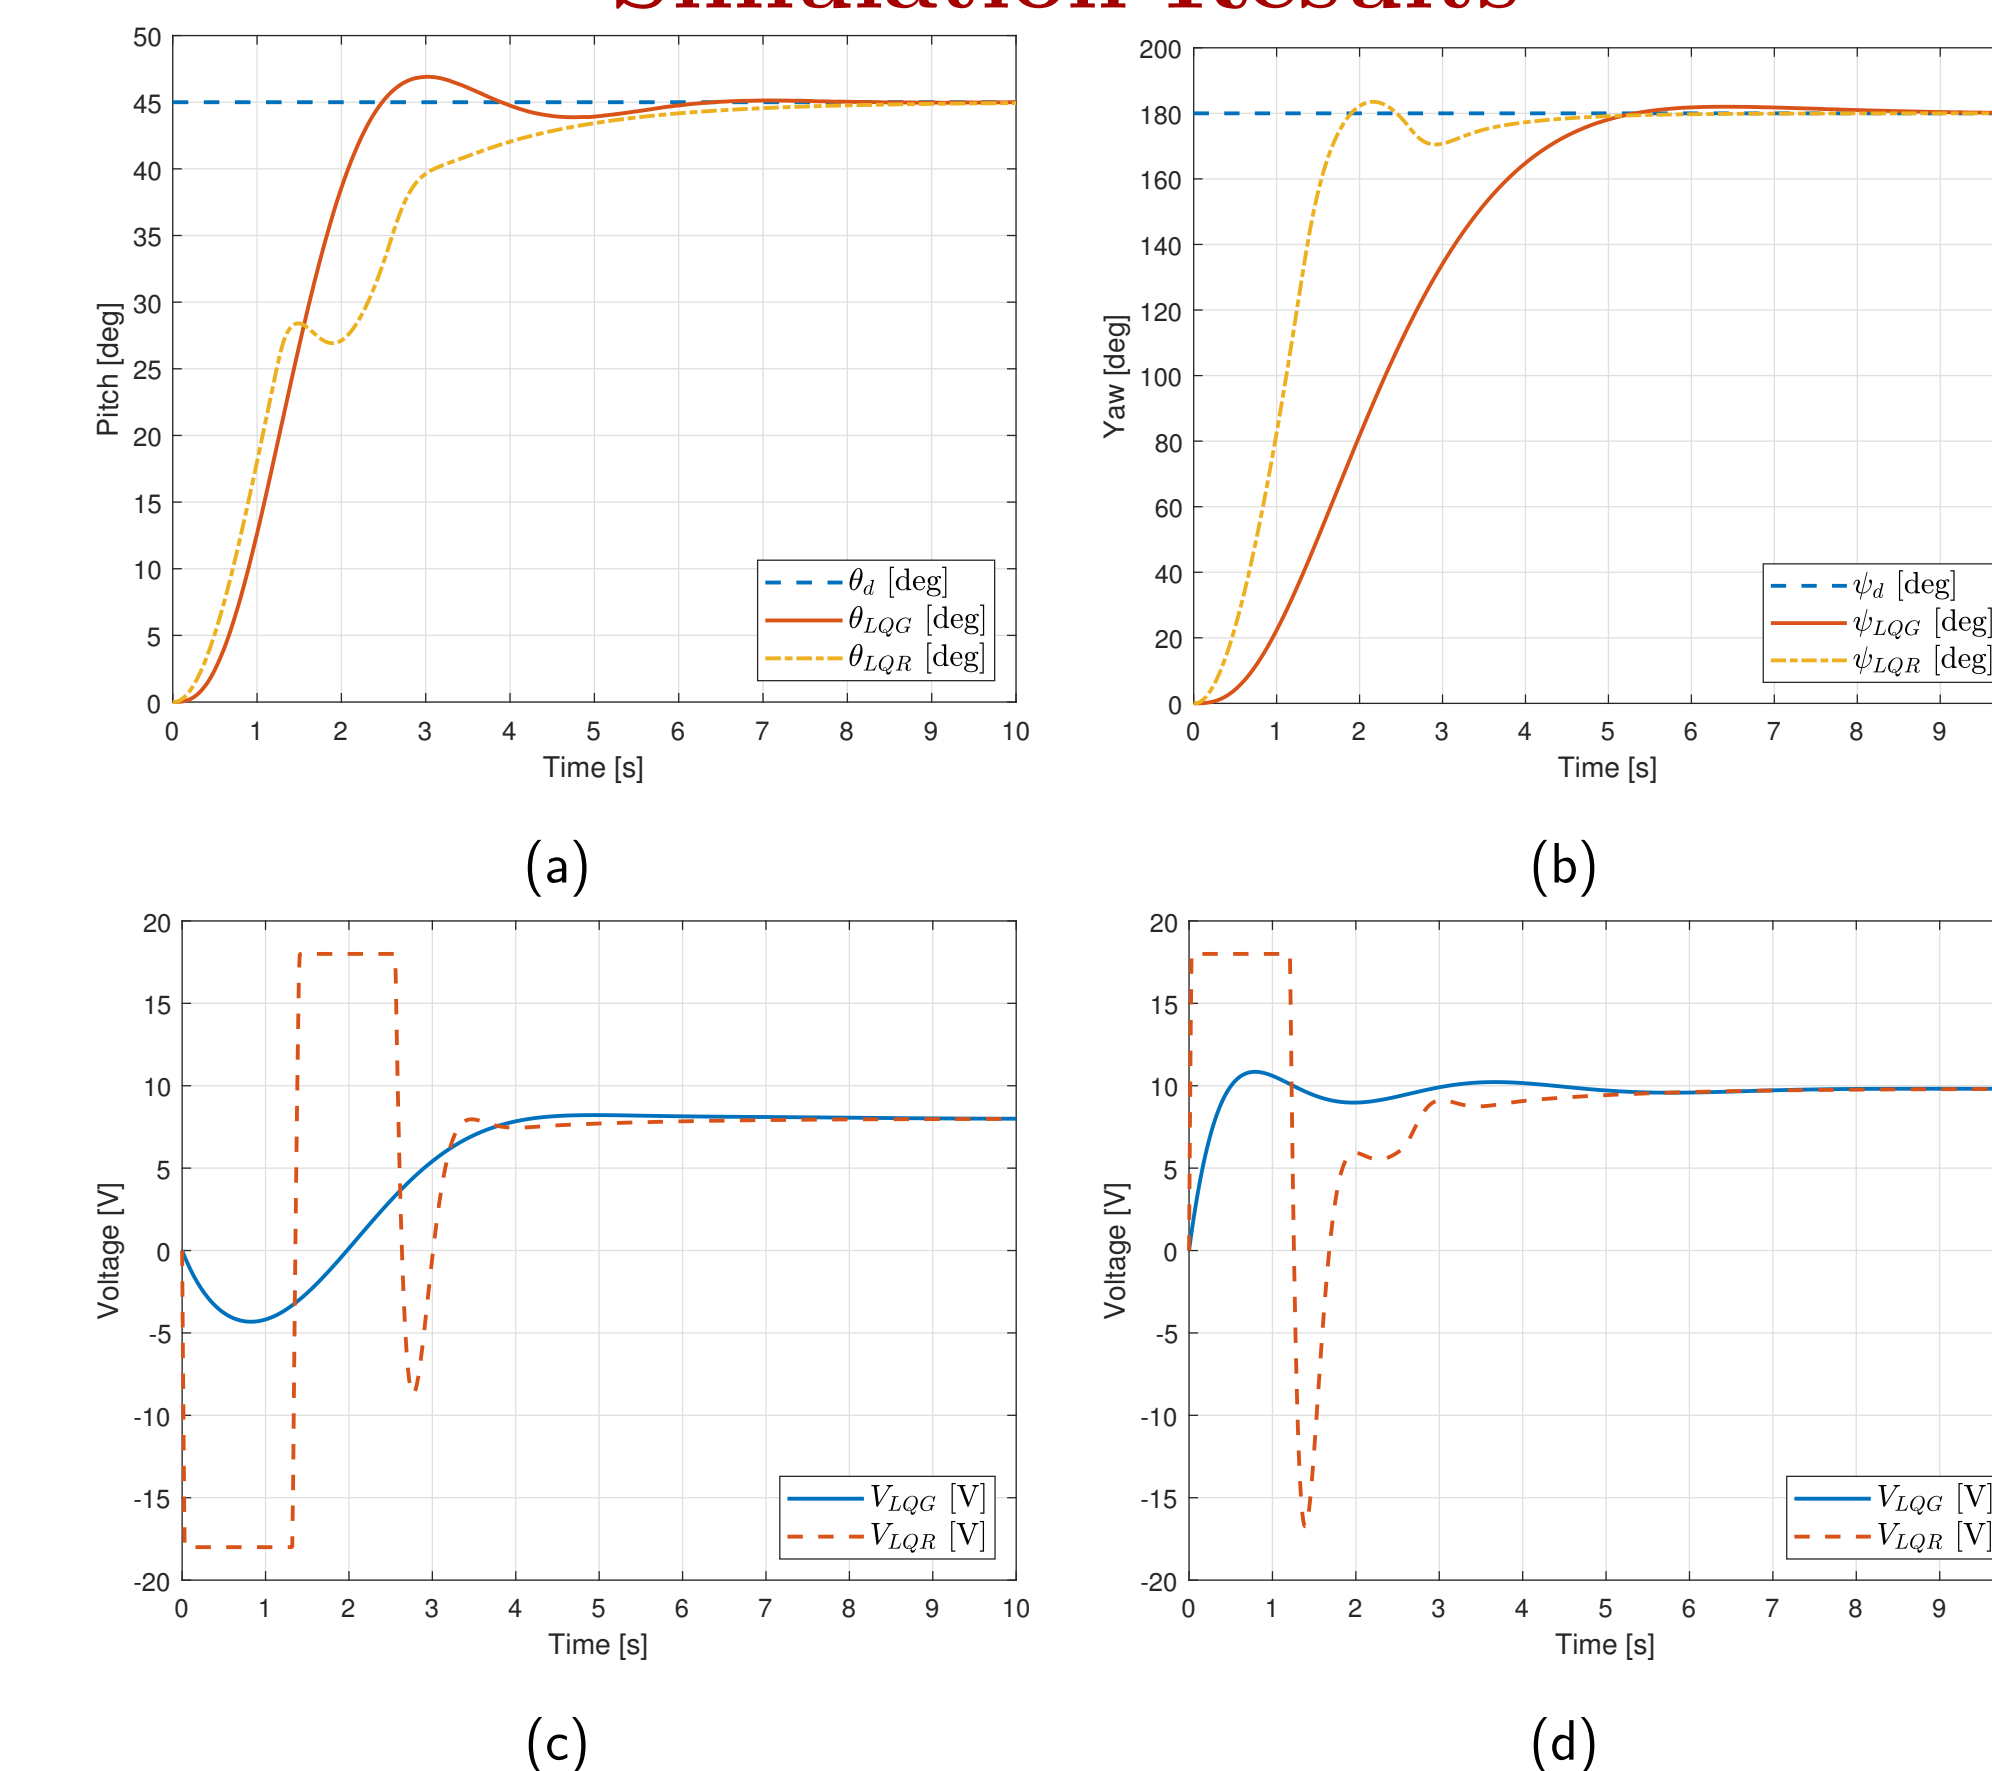 Simulation Results
50
45
40
35
30
25
20
15
10
5
0
Pitch [deg]
θd [deg]
θLQG [deg]
θLQR [deg]
0 1 2 3 4 5 6 7 8 9 10
Time [s]
(a)
200
180
160
140
120
100
80
60
40
20
0
Yaw [deg]
ψd [deg]
ψLQG [deg]
ψLQR [deg]
0 1 2 3 4 5 6 7 8 9
Time [s]
(b)
20
15
10
5
0
-5
-10
-15
-20
Voltage [V]
VLQG [V]
VLQR [V]
0 1 2 3 4 5 6 7 8 9 10
Time [s]
(c)
20
15
10
5
0
-5
-10
-15
-20
Voltage [V]
VLQG [V]
VLQR [V]
0 1 2 3 4 5 6 7 8 9
Time [s]
(d)